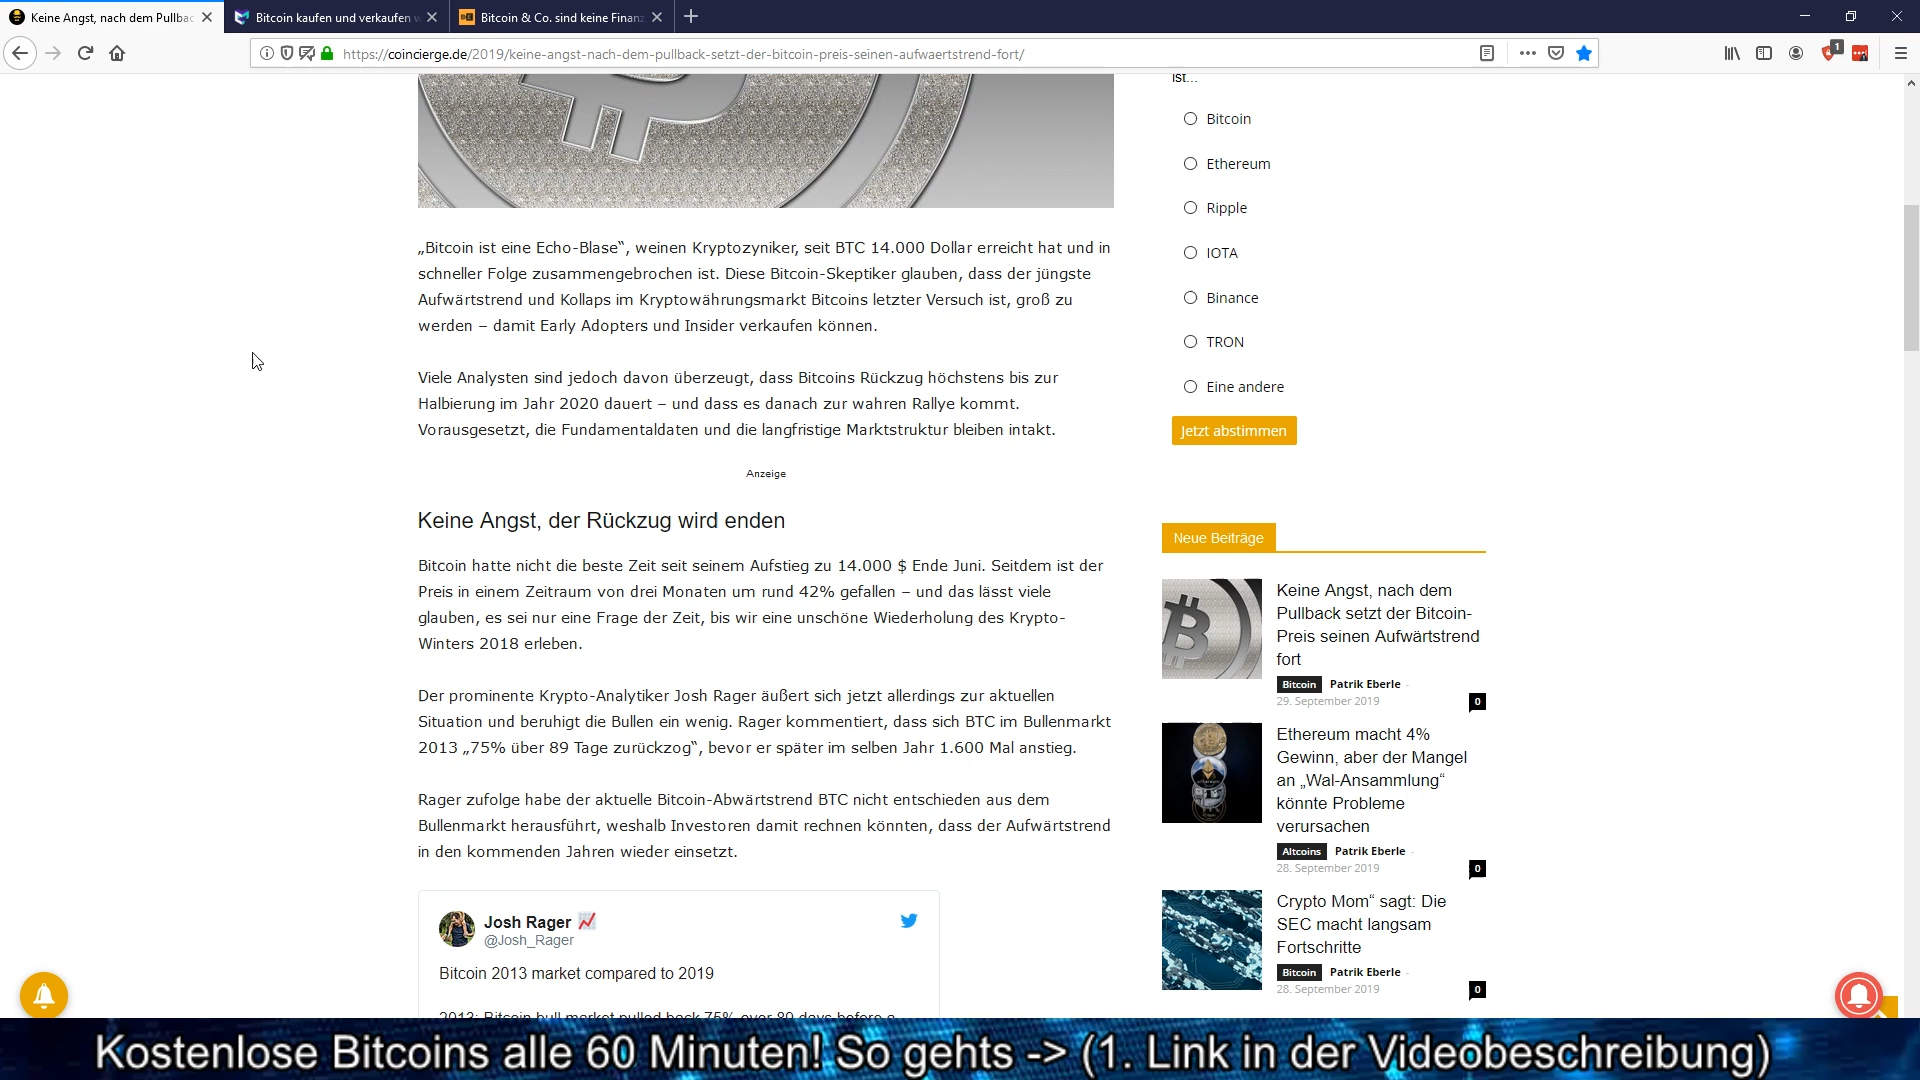 Keine Angst, nach dem Pullbac
Bitcoin kaufen und verkaufen
Bitcoin & Co. sind keine Finan
https://coincierge.de/2019/keine-angst-nach-dem-pullback-setzt-der-bitcoin-preis-seinen-aufwaertstrend-fort/
1
„Bitcoin ist eine Echo-Blase“, weinen Kryptozyniker, seit BTC 14.000 Dollar erreicht hat und in
schneller Folge zusammengebrochen ist. Diese Bitcoin-Skeptiker glauben, dass der jüngste
Aufwärtstrend und Kollaps im Kryptowährungsmarkt Bitcoins letzter Versuch ist, groß zu
werden – damit Early Adopters und Insider verkaufen können.
Viele Analysten sind jedoch davon überzeugt, dass Bitcoins Rückzug höchstens bis zur
Halbierung im Jahr 2020 dauert – und dass es danach zur wahren Rallye kommt.
Vorausgesetzt, die Fundamentaldaten und die langfristige Marktstruktur bleiben intakt.
Anzeige
Keine Angst, der Rückzug wird enden
Bitcoin hatte nicht die beste Zeit seit seinem Aufstieg zu 14.000 $ Ende Juni. Seitdem ist der
Preis in einem Zeitraum von drei Monaten um rund 42% gefallen – und das lässt viele
glauben, es sei nur eine Frage der Zeit, bis wir eine unschöne Wiederholung des Krypto-
Winters 2018 erleben.
Der prominente Krypto-Analytiker Josh Rager äußert sich jetzt allerdings zur aktuellen
Situation und beruhigt die Bullen ein wenig. Rager kommentiert, dass sich BTC im Bullenmarkt
2013 „75% über 89 Tage zurückzog“, bevor er später im selben Jahr 1.600 Mal anstieg.
Rager zufolge habe der aktuelle Bitcoin-Abwärtstrend BTC nicht entschieden aus dem
Bullenmarkt herausführt, weshalb Investoren damit rechnen könnten, dass der Aufwärtstrend
in den kommenden Jahren wieder einsetzt.
Josh Rager
@Josh_Rager
Bitcoin 2013 market compared to 2019
2013: Bitcoin bull market pulled back 75% over 89 days before a
ist...
Bitcoin
Ethereum
Ripple
IOTA
Binance
TRON
Eine andere
Jetzt abstimmen
Neue Beiträge
Keine Angst, nach dem
Pullback setzt der Bitcoin-
Preis seinen Aufwärtstrend
fort
Bitcoin Patrik Eberle -
29. September 2019
0
Ethereum macht 4%
Gewinn, aber der Mangel
an „Wal-Ansammlung“
könnte Probleme
verursachen
Altcoins Patrik Eberle -
28. September 2019
0
Crypto Mom“ sagt: Die
SEC macht langsam
Fortschritte
Bitcoin Patrik Eberle -
28. September 2019
0
Kostenlose Bitcoins alle 60 Minuten! So gehts -> (1. Link in der Videobeschreibung)